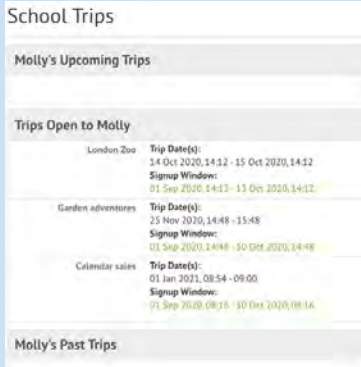 School Trips
Molly's Upcoming Trips
Trips Open to Molly
London Zoo Trip Date(s):
14 Oct 2020, 14:12 - 15 Oct 2020, 14:12
Signup Window:
01 Sep 2020, 14:12 - 13 Oct 2020, 14:12
Garden adventures Trip Date(s):
25 Nov 2020, 14:48 - 15:48
Signup Window:
01 Sep 2020, 14:48 - 30 Oct 2020, 14:48
Calendar sales Trip Date(s):
01 Jan 2021, 08:54 - 09:00
Signup Window:
01 Sep 2020, 08:16 - 30 Oct 2020, 08:16
Molly's Past Trips